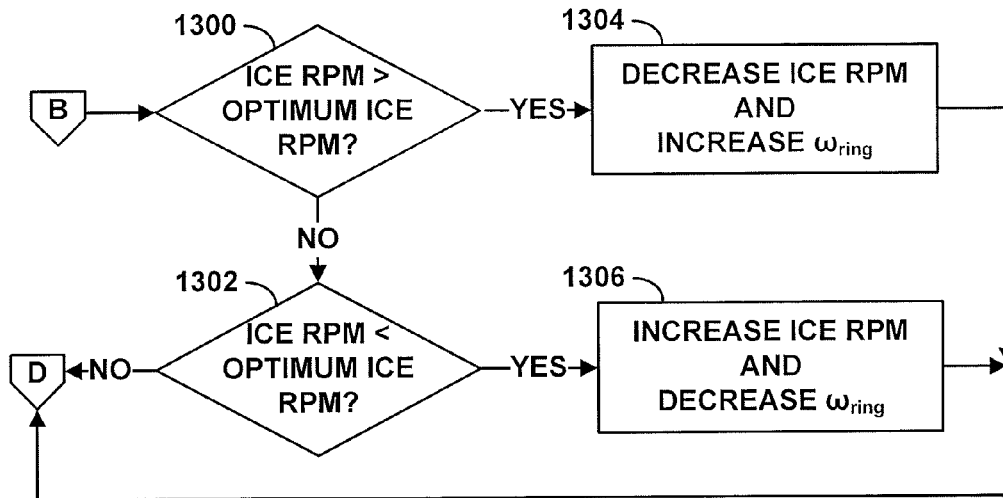 1300
ICE RPM >
OPTIMUM ICE
RPM?
B
YES
1304
DECREASE ICE RPM
AND
INCREASE ωring
NO
1302
ICE RPM <
OPTIMUM ICE
RPM?
D
NO
YES
1306
INCREASE ICE RPM
AND
DECREASE ωring